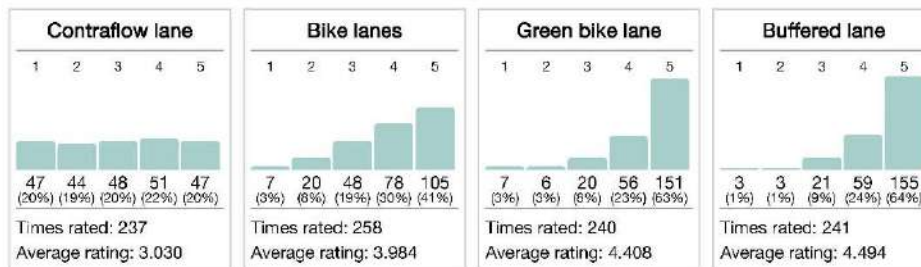 Contraflow lane
1 2 3 4 5
47 44 48 51 47
(20%) (19%) (20%) (22%) (20%)
Times rated: 237
Average rating: 3.030
Bike lanes
1 2 3 4 5
7 20 48 78 105
(3%) (8%) (19%) (30%) (41%)
Times rated: 258
Average rating: 3.984
Green bike lane
1 2 3 4 5
7 6 20 56 151
(3%) (3%) (8%) (23%) (63%)
Times rated: 240
Average rating: 4.408
Buffered lane
1 2 3 4 5
3 3 21 59 155
(1%) (1%) (9%) (24%) (64%)
Times rated: 241
Average rating: 4.494